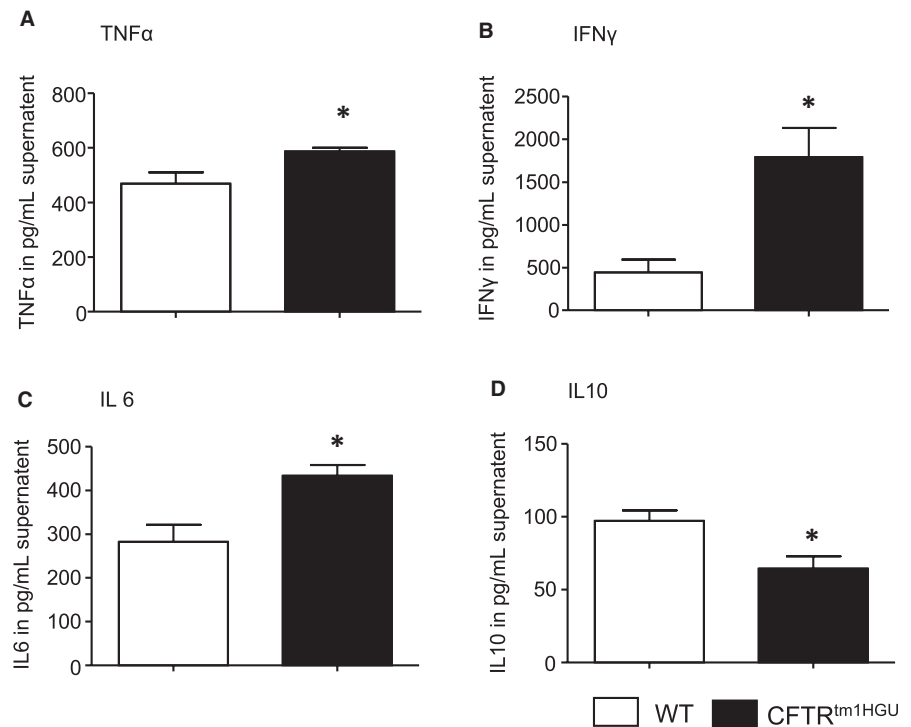 A
TNFα
TNFα in pg/mL supernatent
800
600
400
200
0
*
B
IFNγ
IFNγ in pg/mL supernatent
2500
2000
1500
1000
500
0
*
C
IL 6
IL6 in pg/mL supernatent
500
400
300
200
100
0
*
D
IL10
IL10 in pg/mL supernatent
150
100
50
0
*
WT CFTRtm1HGU